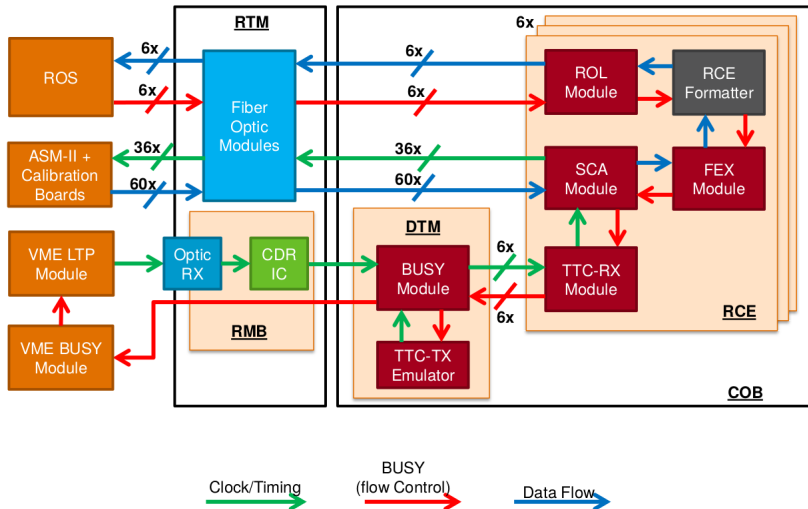 RTM
6x
6x
6x
6x
ROS
Fiber
Optic
Modules
ROL
Module
RCE
Formatter
6x
6x
36x
36x
ASM-II +
Calibration
Boards
SCA
Module
FEX
Module
60x
60x
DTM
VME LTP
Module
Optic
RX
CDR
IC
BUSY
Module
6x
TTC-RX
Module
6x
RCE
RMB
VME BUSY
Module
TTC-TX
Emulator
COB
Clock/Timing
BUSY
(flow Control)
Data Flow